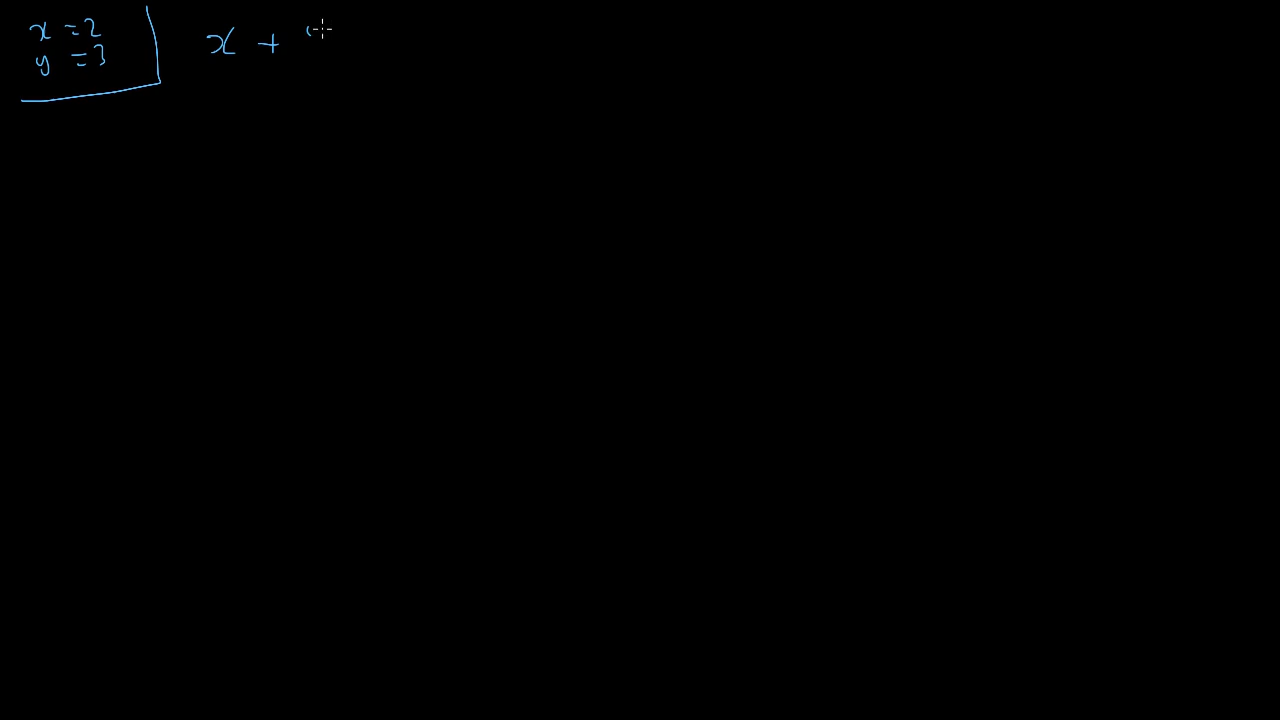 x = 2
y = 3
x +